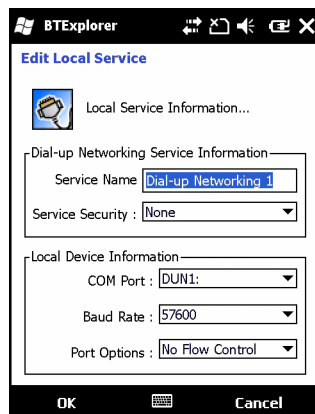 BTExplorer
Edit Local Service
Local Service Information...
Dial-up Networking Service Information
Service Name Dial-up Networking 1
Service Security : None
Local Device Information
COM Port : DUN1:
Baud Rate : 57600
Port Options : No Flow Control
OK Cancel